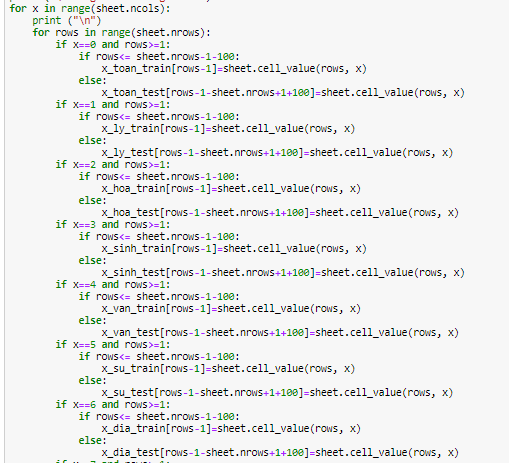 for x in range(sheet.ncols):
    print ("\n")
    for rows in range(sheet.nrows):
        if x==0 and rows>=1:
            if rows<= sheet.nrows-1-100:
                x_toan_train[rows-1]=sheet.cell_value(rows, x)
            else:
                x_toan_test[rows-1-sheet.nrows+1+100]=sheet.cell_value(rows, x)
        if x==1 and rows>=1:
            if rows<= sheet.nrows-1-100:
                x_ly_train[rows-1]=sheet.cell_value(rows, x)
            else:
                x_ly_test[rows-1-sheet.nrows+1+100]=sheet.cell_value(rows, x)
        if x==2 and rows>=1:
            if rows<= sheet.nrows-1-100:
                x_hoa_train[rows-1]=sheet.cell_value(rows, x)
            else:
                x_hoa_test[rows-1-sheet.nrows+1+100]=sheet.cell_value(rows, x)
        if x==3 and rows>=1:
            if rows<= sheet.nrows-1-100:
                x_sinh_train[rows-1]=sheet.cell_value(rows, x)
            else:
                x_sinh_test[rows-1-sheet.nrows+1+100]=sheet.cell_value(rows, x)
        if x==4 and rows>=1:
            if rows<= sheet.nrows-1-100:
                x_van_train[rows-1]=sheet.cell_value(rows, x)
            else:
                x_van_test[rows-1-sheet.nrows+1+100]=sheet.cell_value(rows, x)
        if x==5 and rows>=1:
            if rows<= sheet.nrows-1-100:
                x_su_train[rows-1]=sheet.cell_value(rows, x)
            else:
                x_su_test[rows-1-sheet.nrows+1+100]=sheet.cell_value(rows, x)
        if x==6 and rows>=1:
            if rows<= sheet.nrows-1-100:
                x_dia_train[rows-1]=sheet.cell_value(rows, x)
            else:
                x_dia_test[rows-1-sheet.nrows+1+100]=sheet.cell_value(rows, x)